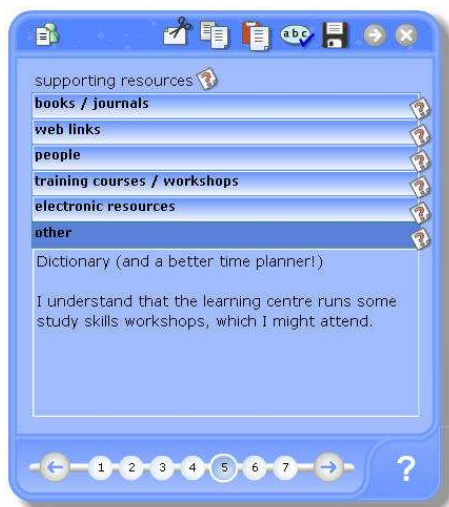 abc
supporting resources
books / journals
web links
people
training courses / workshops
electronic resources
other
Dictionary (and a better time planner!)
I understand that the learning centre runs some
study skills workshops, which I might attend.
1 2 3 4 5 6 7
?